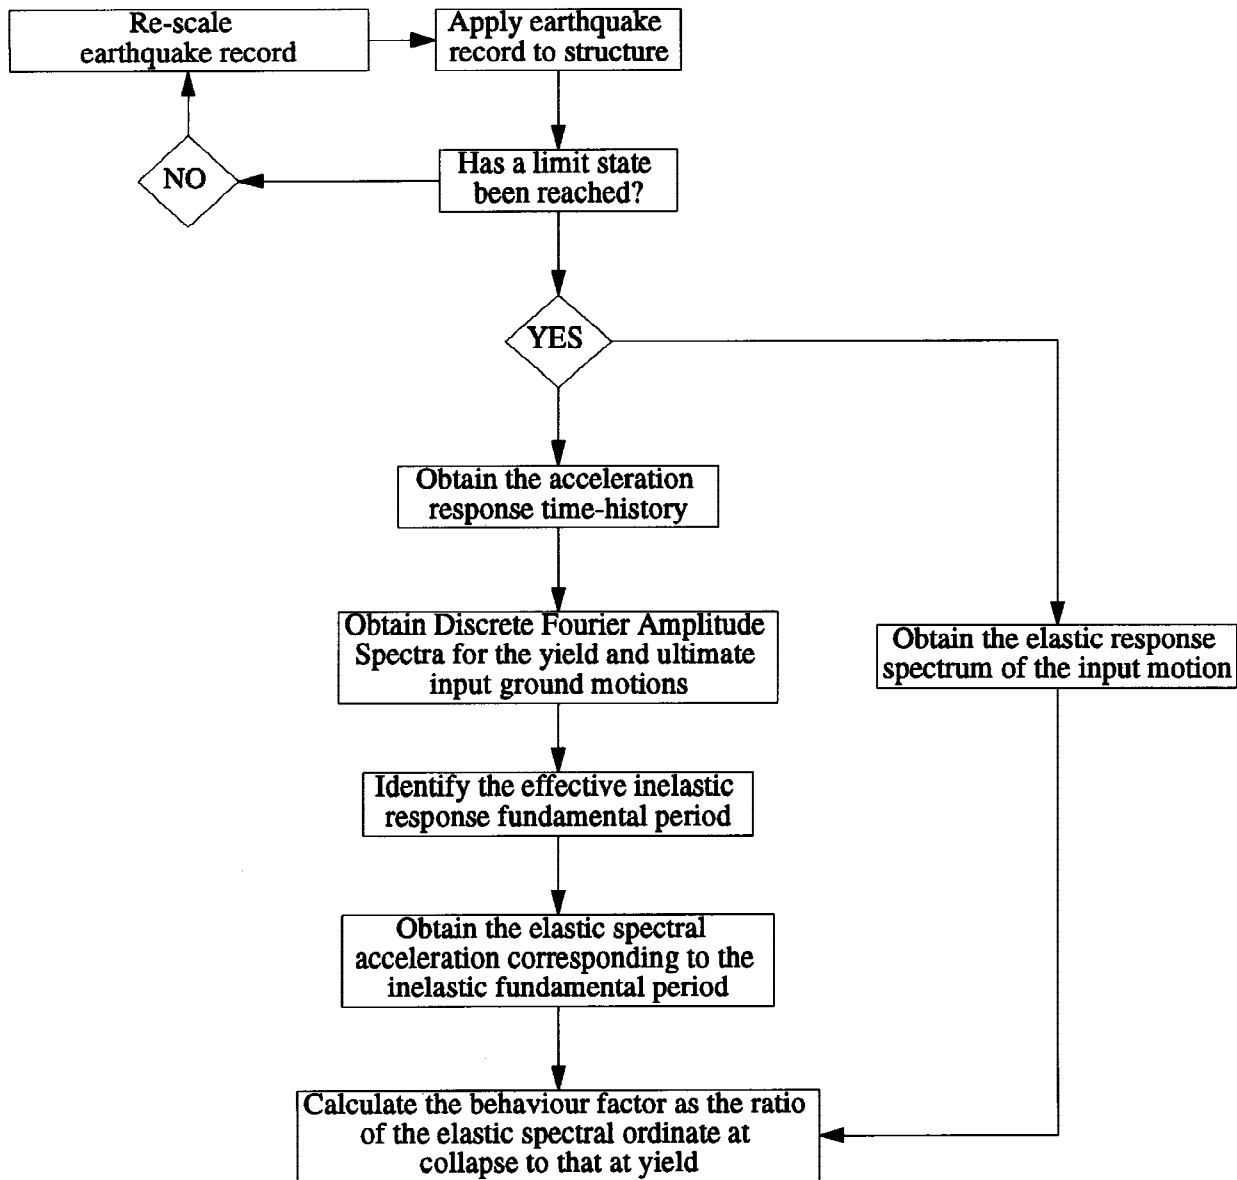 Re-scale
earthquake record
Apply earthquake
record to structure
Has a limit state
been reached?
NO
YES
Obtain the acceleration
response time-history
Obtain Discrete Fourier Amplitude
Spectra for the yield and ultimate
input ground motions
Obtain the elastic response
spectrum of the input motion
Identify the effective inelastic
response fundamental period
Obtain the elastic spectral
acceleration corresponding to the
inelastic fundamental period
Calculate the behaviour factor as the ratio
of the elastic spectral ordinate at
collapse to that at yield